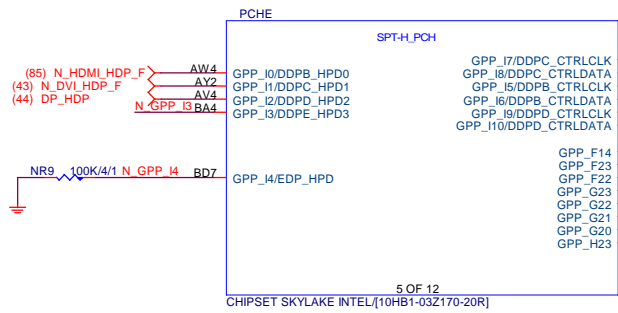 PCHE
SPT-H_PCH
(85) N_HDMI_HDP_F AW4 GPP_I0/DDPB_HPD0
(43) N_DVI_HDP_F AY2 GPP_I1/DDPC_HPD1
(44) DP_HDP AV4 GPP_I2/DDPD_HPD2
N_GPP_I3 BA4 GPP_I3/DDPE_HPD3
NR9 100K/4/1 N_GPP_I4 BD7 GPP_I4/EDP_HPD
GPP_I7/DDPC_CTRLCLK
GPP_I8/DDPC_CTRLDATA
GPP_I5/DDPB_CTRLCLK
GPP_I6/DDPB_CTRLDATA
GPP_I9/DDPD_CTRLCLK
GPP_I10/DDPD_CTRLDATA
GPP_F14
GPP_F23
GPP_F22
GPP_G23
GPP_G22
GPP_G21
GPP_G20
GPP_H23
5 OF 12
CHIPSET SKYLAKE INTEL/[10HB1-03Z170-20R]